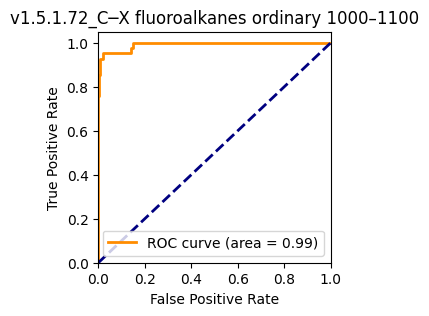 v1.5.1.72_C─X fluoroalkanes ordinary 1000–1100
True Positive Rate
1.0
0.8
0.6
0.4
0.2
0.0
ROC curve (area = 0.99)
0.0 0.2 0.4 0.6 0.8 1.0
False Positive Rate